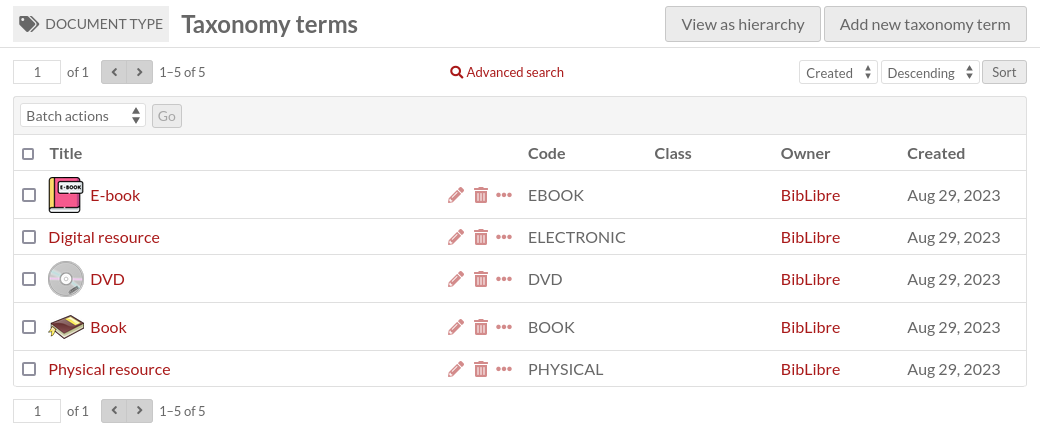 DOCUMENT TYPE Taxonomy terms View as hierarchy Add new taxonomy term
1 of 1 1–5 of 5 Advanced search Created Descending Sort
Batch actions Go
Title Code Class Owner Created
E-BOOK E-book EBOOK BibLibre Aug 29, 2023
Digital resource ELECTRONIC BibLibre Aug 29, 2023
DVD DVD BibLibre Aug 29, 2023
Book BOOK BibLibre Aug 29, 2023
Physical resource PHYSICAL BibLibre Aug 29, 2023
1 of 1 1–5 of 5